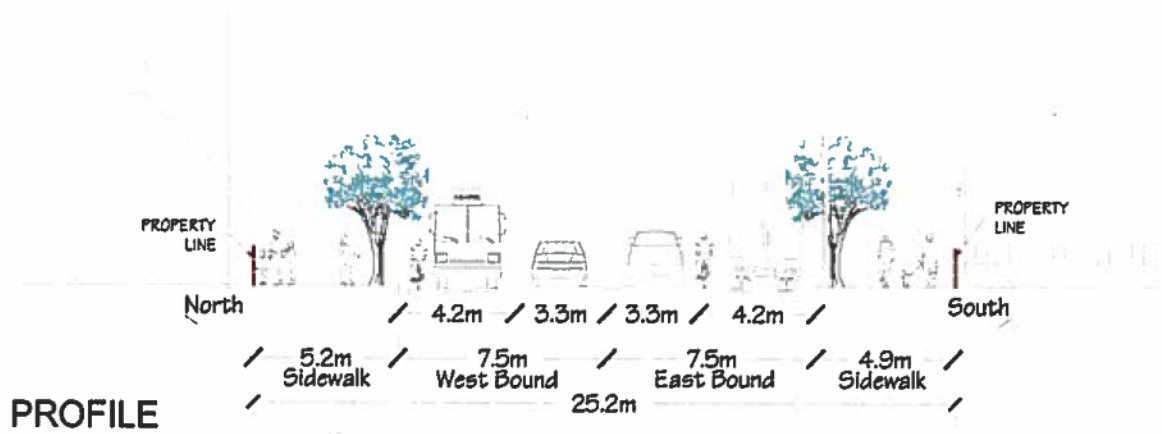 PROPERTY
LINE
PROPERTY
LINE
North
South
4.2m 3.3m 3.3m 4.2m
5.2m 7.5m 7.5m 4.9m
Sidewalk West Bound East Bound Sidewalk
25.2m
PROFILE